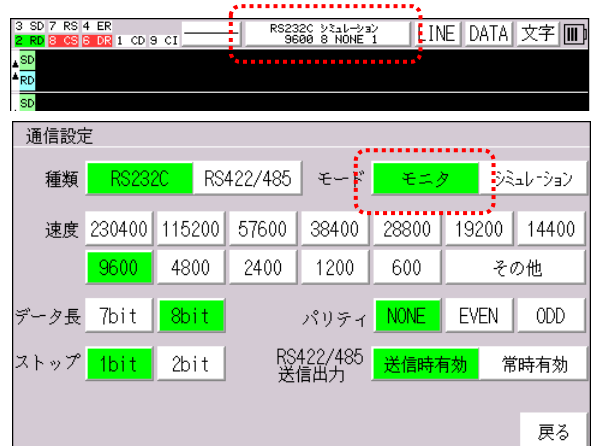 3 SD 7 RS 4 ER
2 RD 8 CS 6 DR 1 CD 9 CI
RS232C シミュレーション
9600 8 NONE 1
LINE DATA 文字
SD
RD
SD
通信設定
種類 RS232C RS422/485 モード モニタ シミュレーション
速度 230400 115200 57600 38400 28800 19200 14400
9600 4800 2400 1200 600 その他
データ長 7bit 8bit パリティ NONE EVEN ODD
ストップ 1bit 2bit RS422/485 送信時有効 常時有効
送信出力
戻る